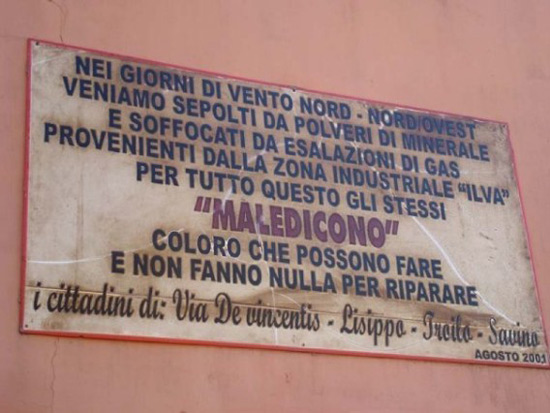 NEI GIORNI DI VENTO NORD - NORD/OVEST
VENIAMO SEPOLTI DA POLVERI DI MINERALE
E SOFFOCATI DA ESALAZIONI DI GAS
PROVENIENTI DALLA ZONA INDUSTRIALE "ILVA"
PER TUTTO QUESTO GLI STESSI
"MALEDICONO"
COLORO CHE POSSONO FARE
E NON FANNO NULLA PER RIPARARE
i cittadini di: Via De vincentis - Lisippo - Troilo - Savino
AGOSTO 2001